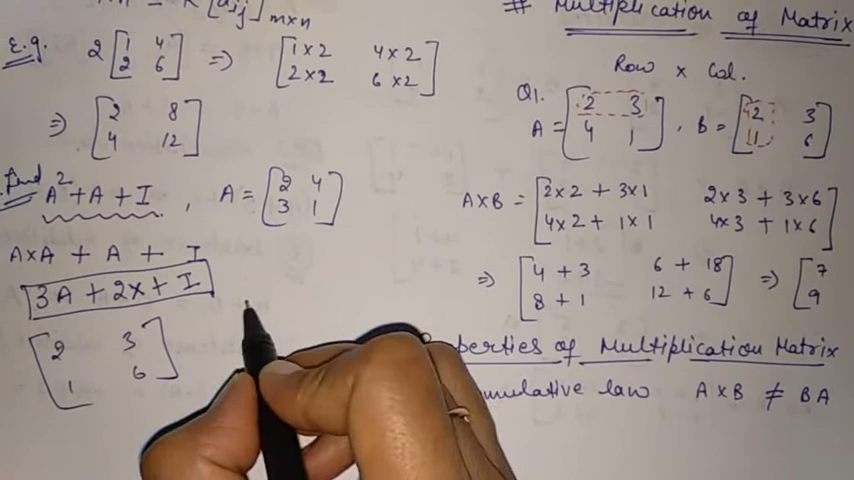 [aij]m×n
E.g. 2 [1 4 2 6] ⇒ [1×2 4×2 2×2 6×2]
⇒ [2 8 4 12]
find A²+A+I, A = [2 4 3 1]
A×A + A + I
3A + 2x + I
[2 3 1 6]
# Multiplication of Matrix
Row × Col.
Q1. A = [2 3 4 1], B = [2 3 1 6]
A×B = [2×2 + 3×1 2×3 + 3×6 4×2 + 1×1 4×3 + 1×6]
⇒ [4 + 3 6 + 18 8 + 1 12 + 6] ⇒ [7 9
perties of Multiplication Matrix
mulative law A×B ≠ BA